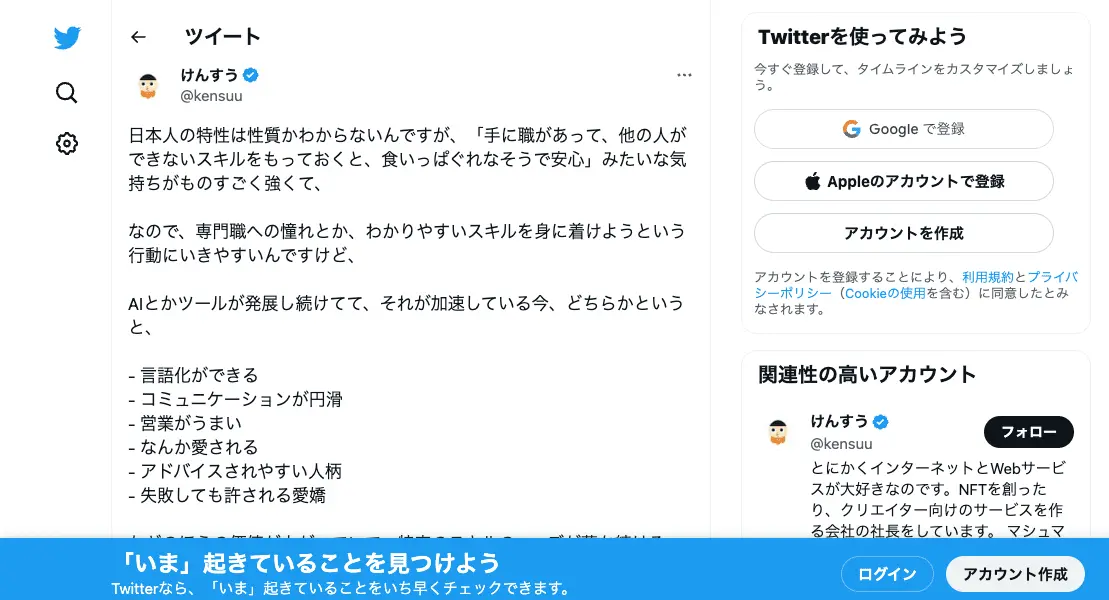 ツイート
けんすう
@kensuu
日本人の特性は性質かわからないんですが、「手に職があって、他の人が
できないスキルをもっておくと、食いっぱぐれなそうで安心」みたいな気
持ちがものすごく強くて、
なので、専門職への憧れとか、わかりやすいスキルを身に着けようという
行動にいきやすいんですけど、
AIとかツールが発展し続けてて、それが加速している今、どちらかという
と、
- 言語化ができる
- コミュニケーションが円滑
- 営業がうまい
- なんか愛される
- アドバイスされやすい人柄
- 失敗しても許される愛嬌
Twitterを使ってみよう
今すぐ登録して、タイムラインをカスタマイズしましょ
う。
Google で登録
Appleのアカウントで登録
アカウントを作成
アカウントを登録することにより、利用規約とプライバ
シーポリシー（Cookieの使用を含む）に同意したとみ
なされます。
関連性の高いアカウント
けんすう
@kensuu
フォロー
とにかくインターネットとWebサービ
スが大好きなのです。NFTを創った
り、クリエイター向けのサービスを作
る会社の社長をしています。 マシュマ
「いま」起きていることを見つけよう
Twitterなら、「いま」起きていることをいち早くチェックできます。
ログイン
アカウント作成